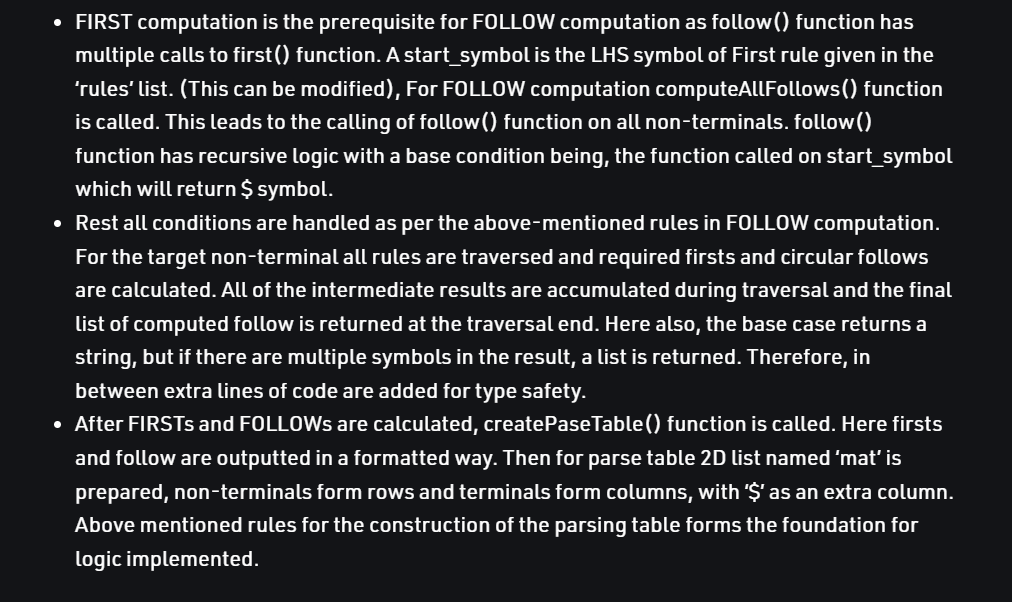 • FIRST computation is the prerequisite for FOLLOW computation as follow() function has
multiple calls to first() function. A start_symbol is the LHS symbol of First rule given in the
‘rules’ list. (This can be modified), For FOLLOW computation computeAllFollows() function
is called. This leads to the calling of follow() function on all non-terminals. follow()
function has recursive logic with a base condition being, the function called on start_symbol
which will return $ symbol.
• Rest all conditions are handled as per the above-mentioned rules in FOLLOW computation.
For the target non-terminal all rules are traversed and required firsts and circular follows
are calculated. All of the intermediate results are accumulated during traversal and the final
list of computed follow is returned at the traversal end. Here also, the base case returns a
string, but if there are multiple symbols in the result, a list is returned. Therefore, in
between extra lines of code are added for type safety.
• After FIRSTs and FOLLOWs are calculated, createPaseTable() function is called. Here firsts
and follow are outputted in a formatted way. Then for parse table 2D list named ‘mat’ is
prepared, non-terminals form rows and terminals form columns, with ‘$’ as an extra column.
Above mentioned rules for the construction of the parsing table forms the foundation for
logic implemented.